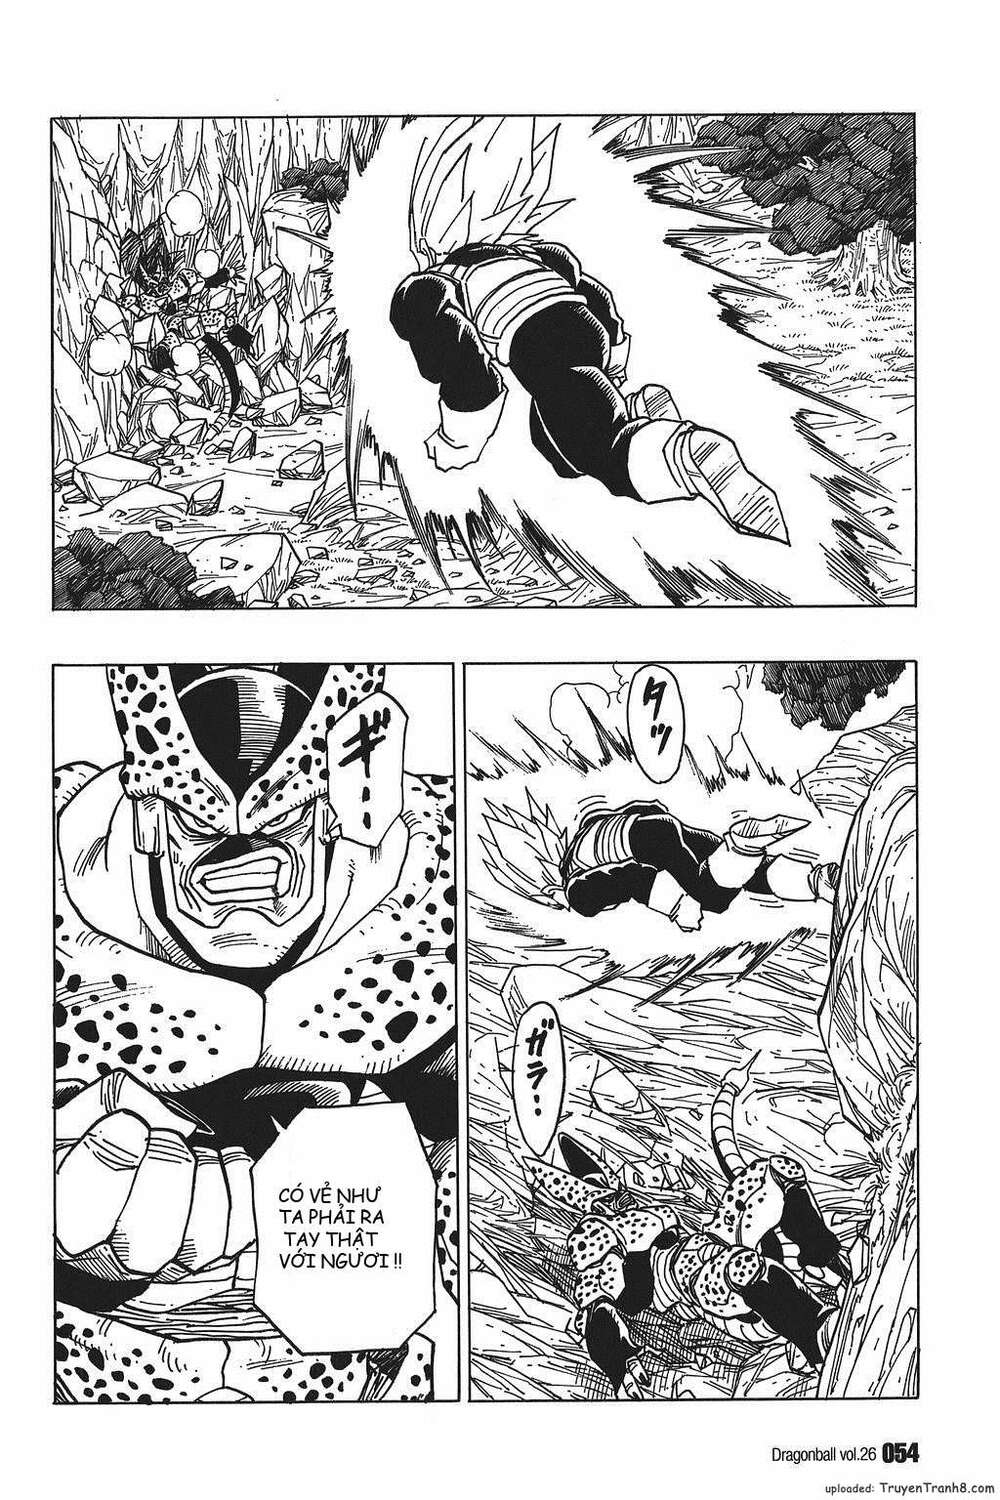 タッ
ガラ・・
ギ・・
CÓ VẺ NHƯ
TA PHẢI RA
TAY THẬT
VỚI NGƯƠI !!
Dragonball vol.26 054
uploaded: TruyenTranh8.com